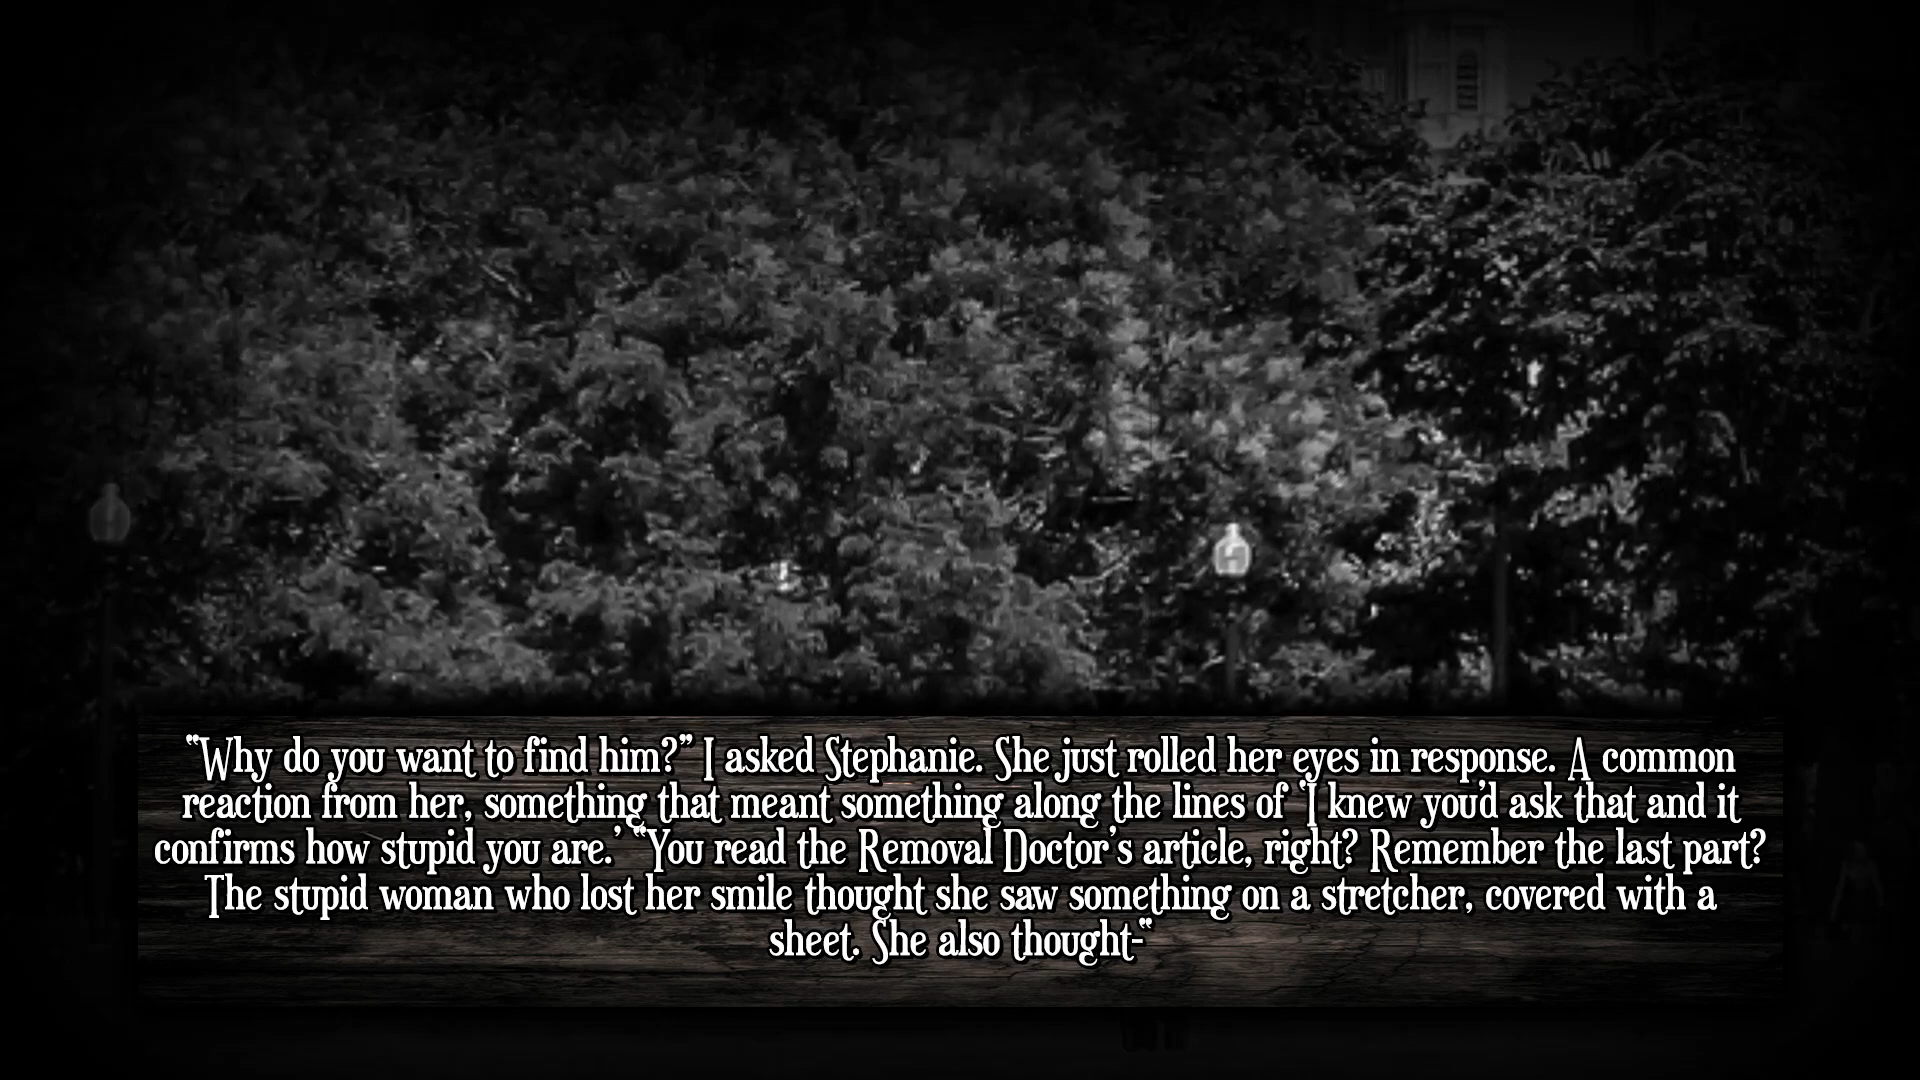 “Why do you want to find him?” I asked Stephanie. She just rolled her eyes in response. A common
reaction from her, something that meant something along the lines of ‘I knew you’d ask that and it
confirms how stupid you are.’ “You read the Removal Doctor’s article, right? Remember the last part?
The stupid woman who lost her smile thought she saw something on a stretcher, covered with a
sheet. She also thought-“